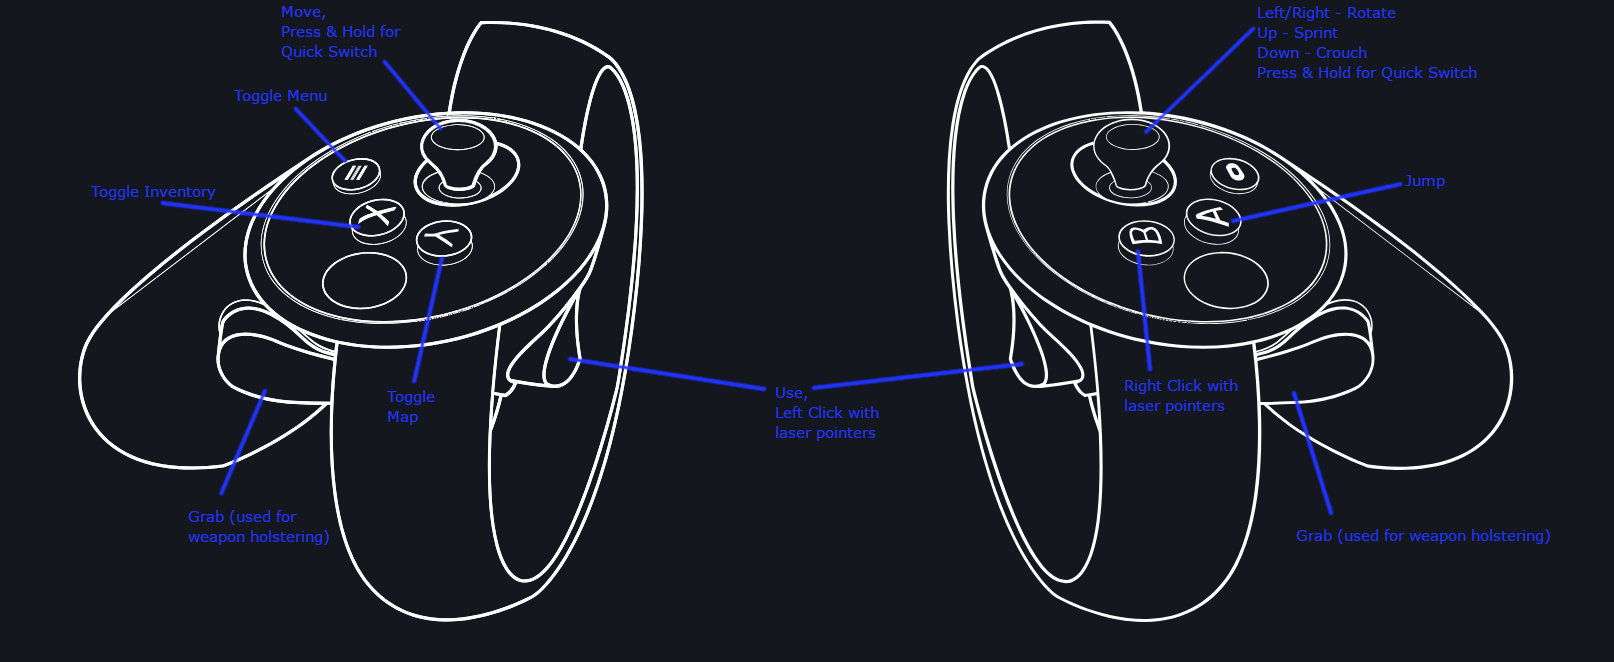 Move,
Press & Hold for
Quick Switch
Toggle Menu
Toggle Inventory
X
Y
Toggle
Map
Grab (used for
weapon holstering)
Use,
Left Click with
laser pointers
Left/Right - Rotate
Up - Sprint
Down - Crouch
Press & Hold for Quick Switch
Jump
A
B
Right Click with
laser pointers
Grab (used for weapon holstering)